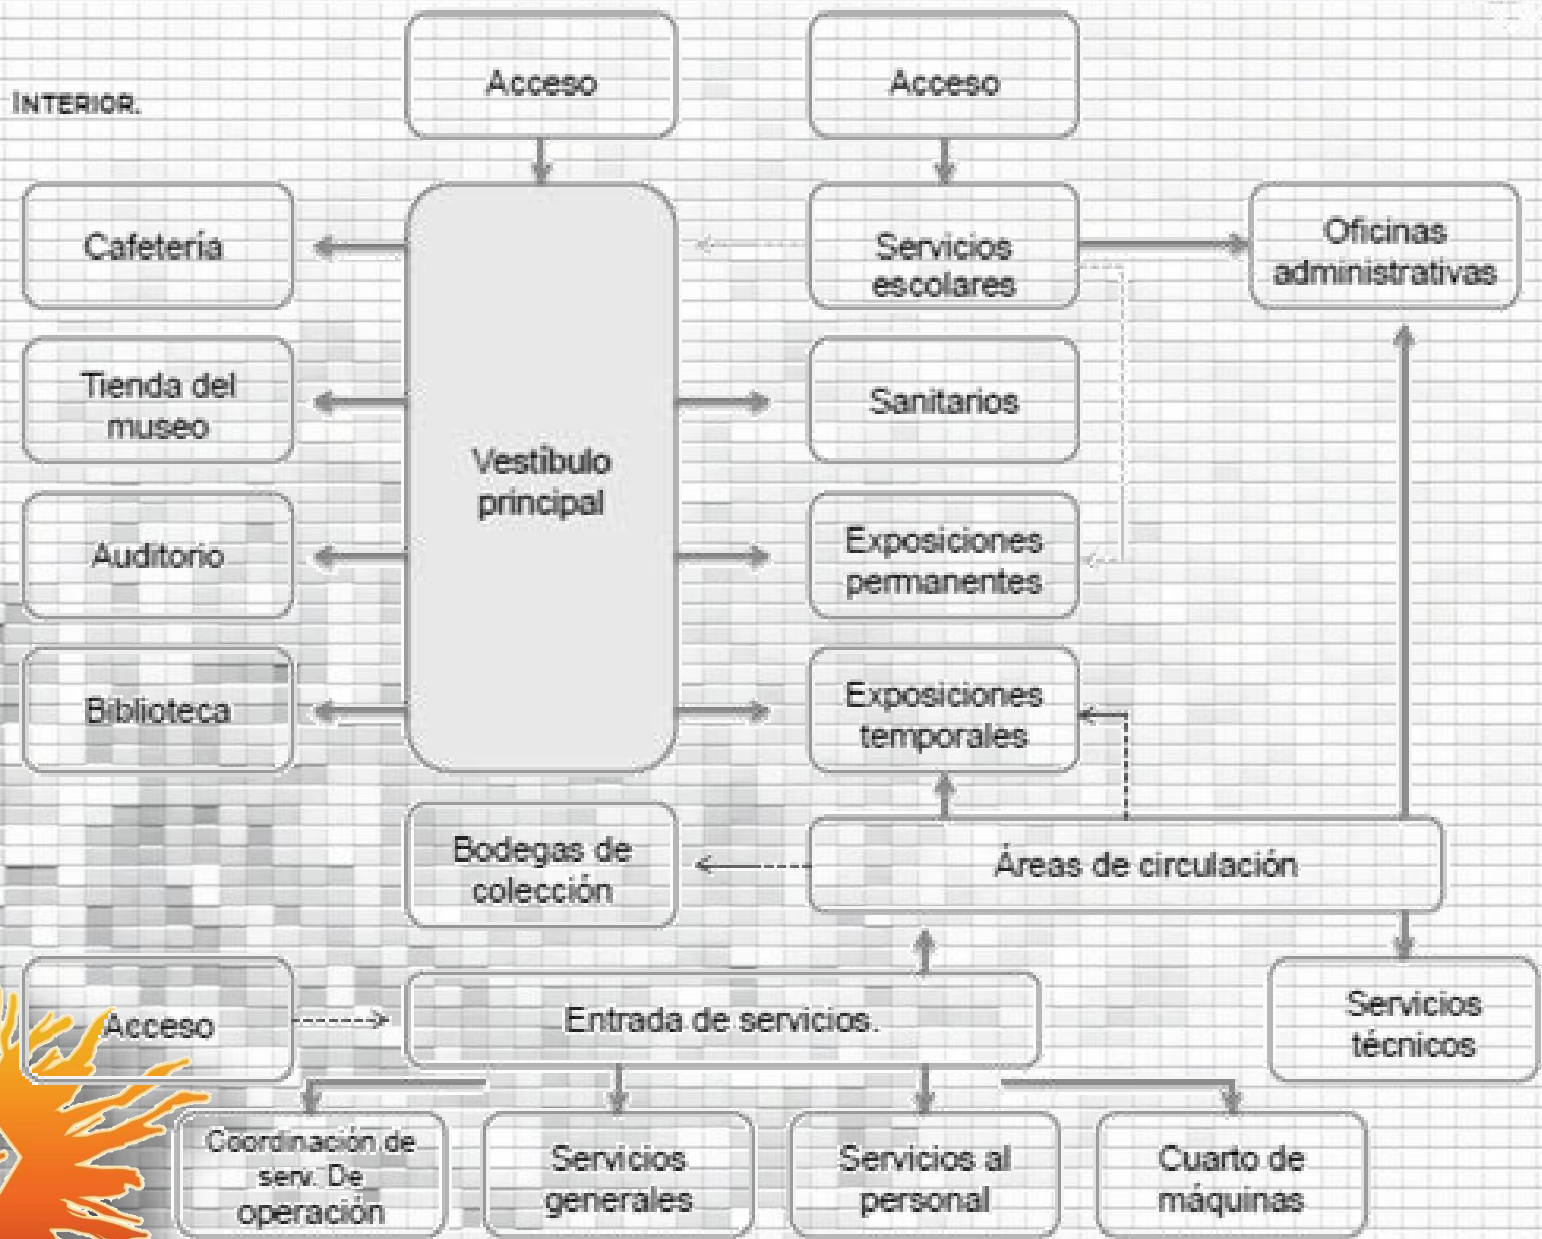 Acceso
Acceso
INTERIOR.
Cafetería
Servicios
escolares
Oficinas
administrativas
Tienda del
museo
Vestíbulo
principal
Sanitarios
Auditorio
Exposiciones
permanentes
Biblioteca
Exposiciones
temporales
Bodegas de
colección
Áreas de circulación
Acceso
Entrada de servicios.
Servicios
técnicos
Coordinación de
serv. De
operación
Servicios
generales
Servicios al
personal
Cuarto de
máquinas